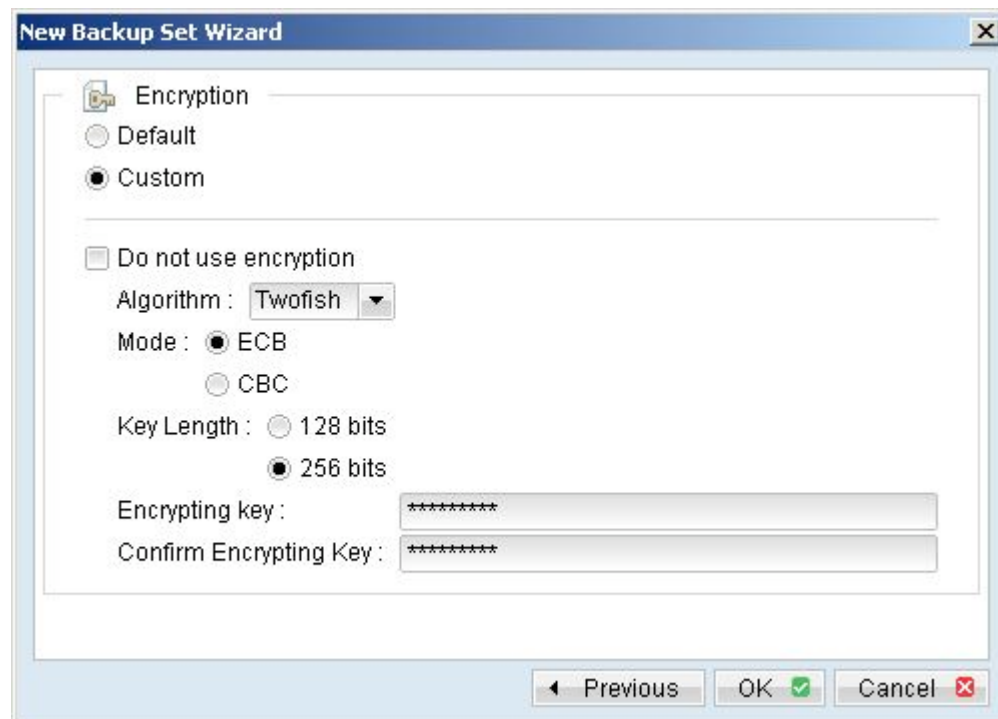 New Backup Set Wizard
Encryption
Default
Custom
Do not use encryption
Algorithm : Twofish
Mode : ECB
CBC
Key Length : 128 bits
256 bits
Encrypting key : *********
Confirm Encrypting Key : *********
Previous OK Cancel